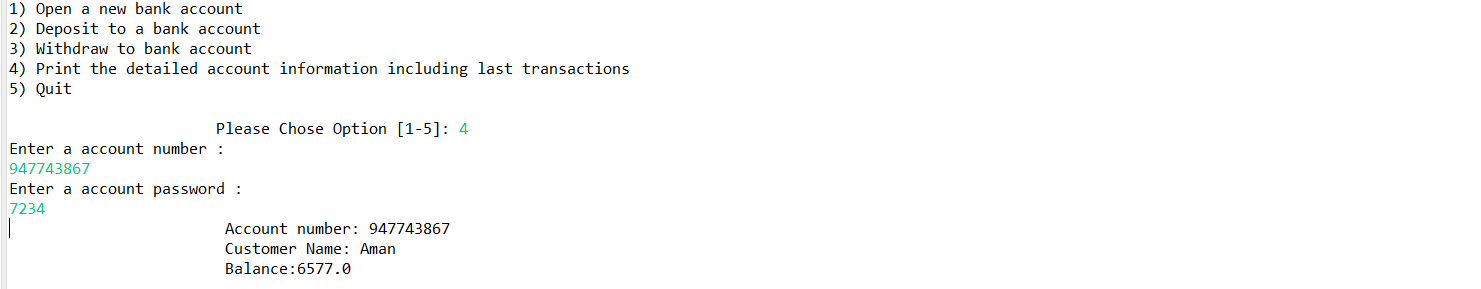 1) Open a new bank account
2) Deposit to a bank account
3) Withdraw to bank account
4) Print the detailed account information including last transactions
5) Quit
Please Chose Option [1-5]: 4
Enter a account number :
947743867
Enter a account password :
7234
Account number: 947743867
Customer Name: Aman
Balance:6577.0